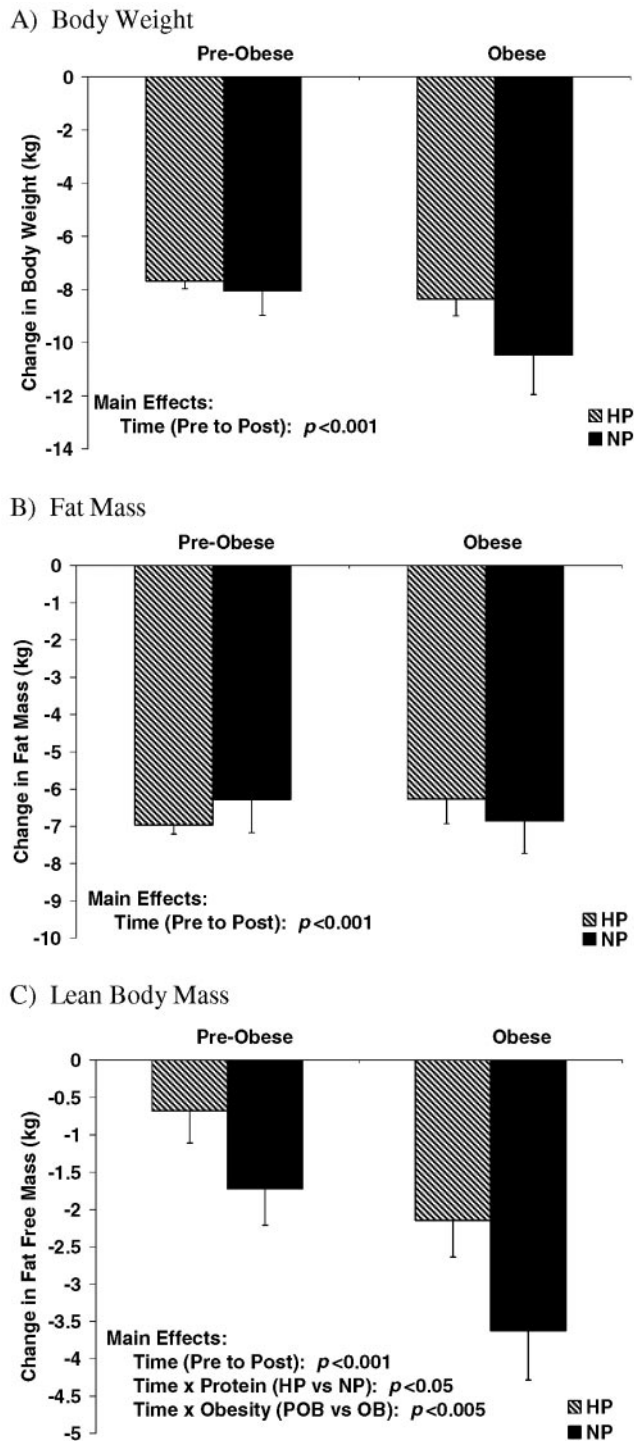 A) Body Weight
Pre-Obese Obese
0
-2
-4
-6
-8
-10
-12
-14
Change in Body Weight (kg)
Main Effects:
Time (Pre to Post): p<0.001
HP
NP
B) Fat Mass
Pre-Obese Obese
0
-1
-2
-3
-4
-5
-6
-7
-8
-9
-10
Change in Fat Mass (kg)
Main Effects:
Time (Pre to Post): p<0.001
HP
NP
C) Lean Body Mass
Pre-Obese Obese
0
-0.5
-1
-1.5
-2
-2.5
-3
-3.5
-4
-4.5
-5
Change in Fat Free Mass (kg)
Main Effects:
Time (Pre to Post): p<0.001
Time x Protein (HP vs NP): p<0.05
Time x Obesity (POB vs OB): p<0.005
HP
NP